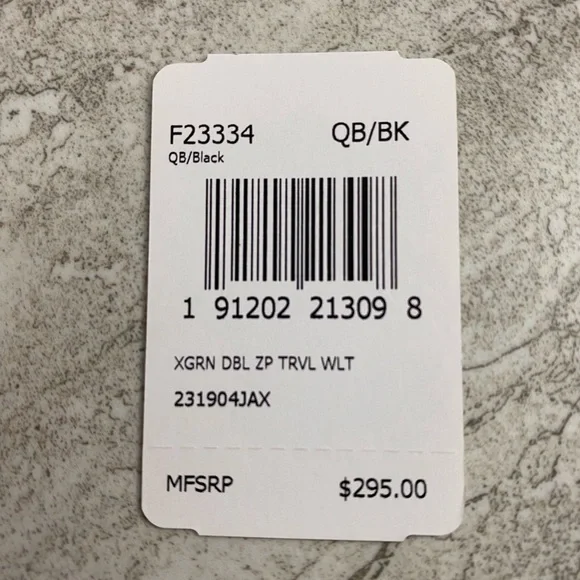 F23334 QB/BK
QB/Black
1 91202 21309 8
XGRN DBL ZP TRVL WLT
231904JAX
MFSRP $295.00